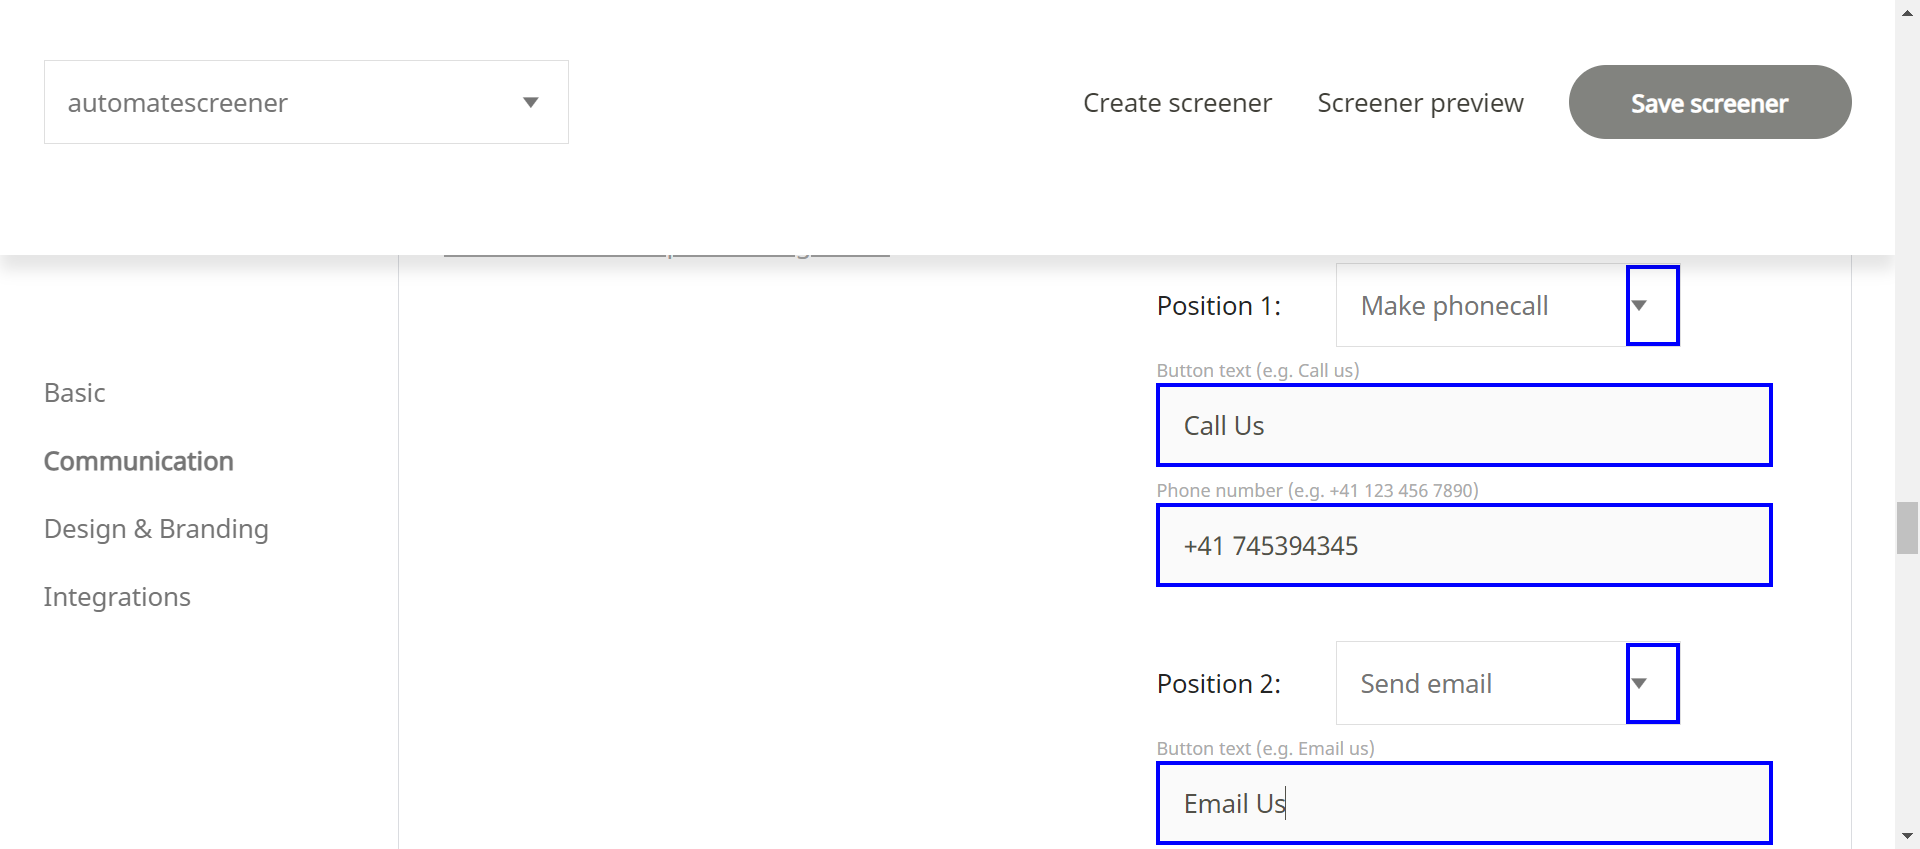 automatescreener
Create screener
Screener preview
Save screener
Basic
Communication
Design & Branding
Integrations
Position 1:
Make phonecall
Button text (e.g. Call us)
Call Us
Phone number (e.g. +41 123 456 7890)
+41 745394345
Position 2:
Send email
Button text (e.g. Email us)
Email Us